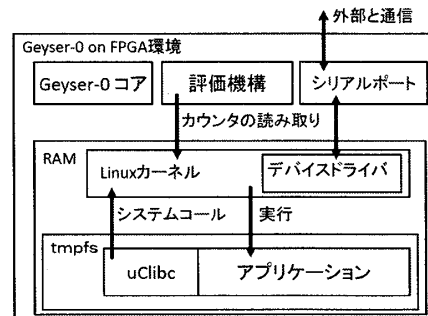 外部と通信
Geyser-0 on FPGA環境
Geyser-0 コア
評価機構
シリアルポート
カウンタの読み取り
RAM
Linuxカーネル
デバイスドライバ
システムコール
実行
tmpfs
uClibc
アプリケーション